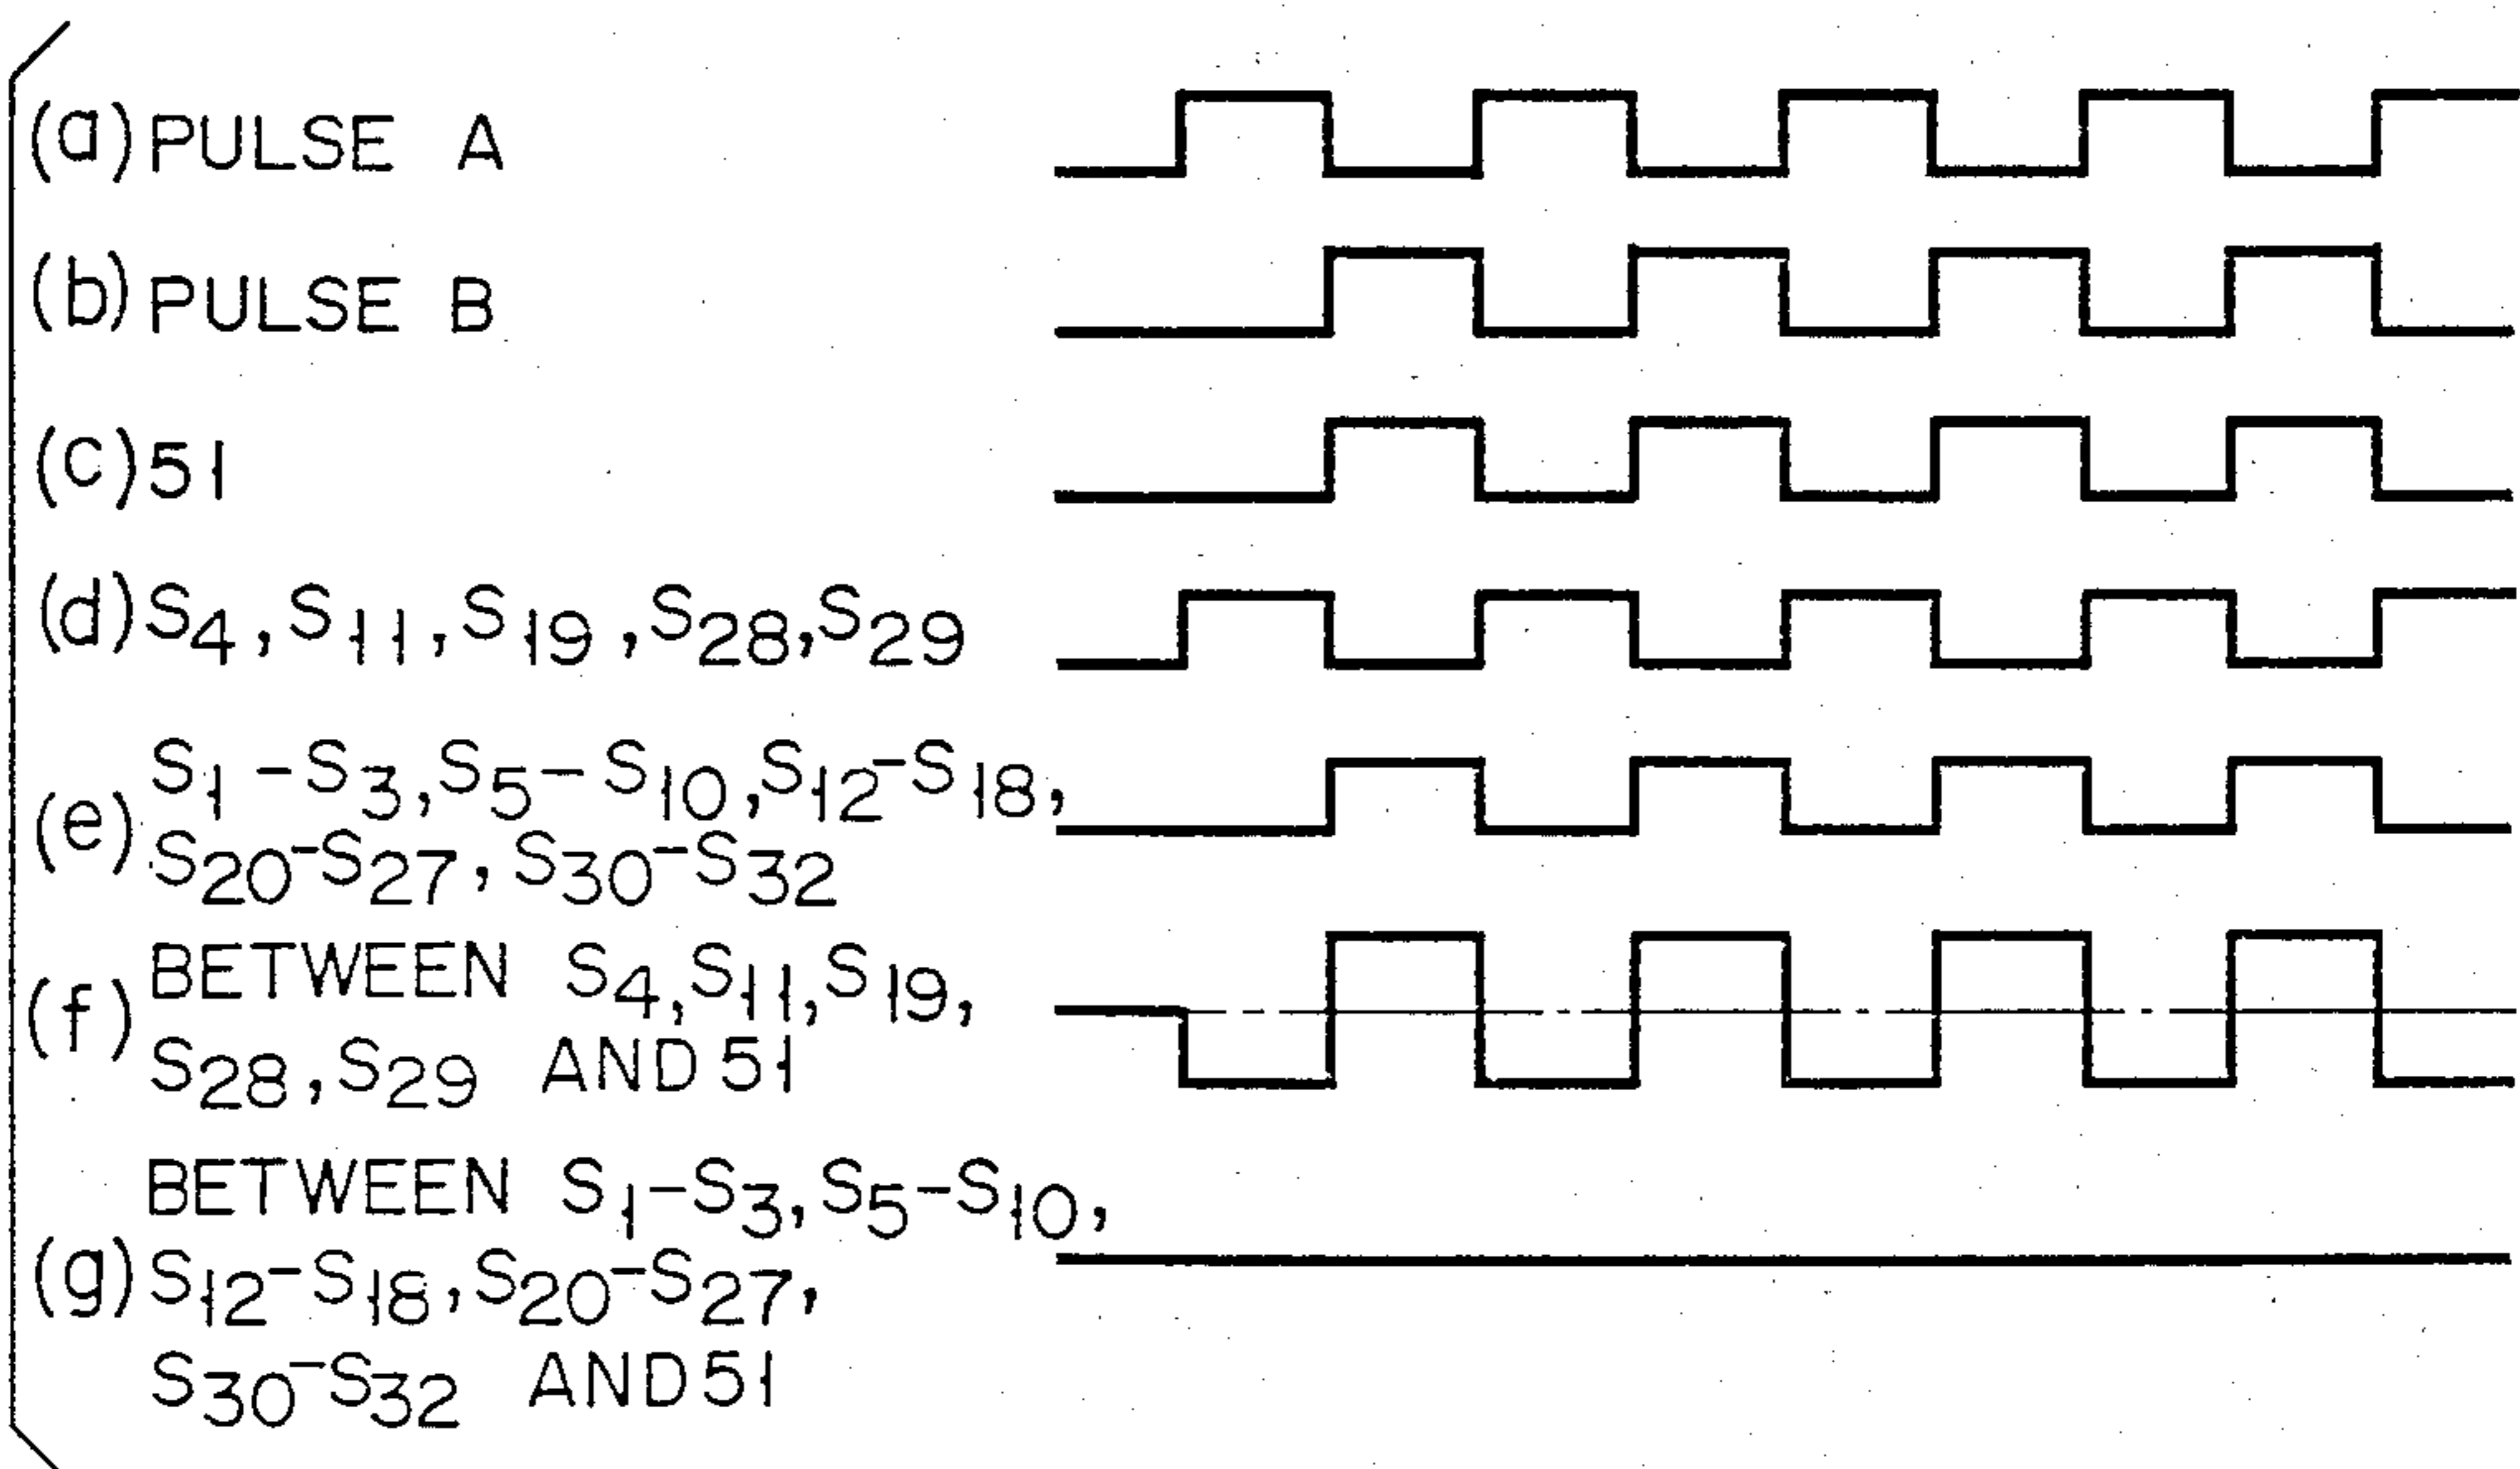 (a) PULSE A
(b) PULSE B
(c) 51
(d) S4, S11, S19, S28, S29
(e) S1-S3, S5-S10, S12-S18,
S20-S27, S30-S32
(f) BETWEEN S4, S11, S19,
S28, S29 AND 51
BETWEEN S1-S3, S5-S10,
(g) S12-S18, S20-S27,
S30-S32 AND 51